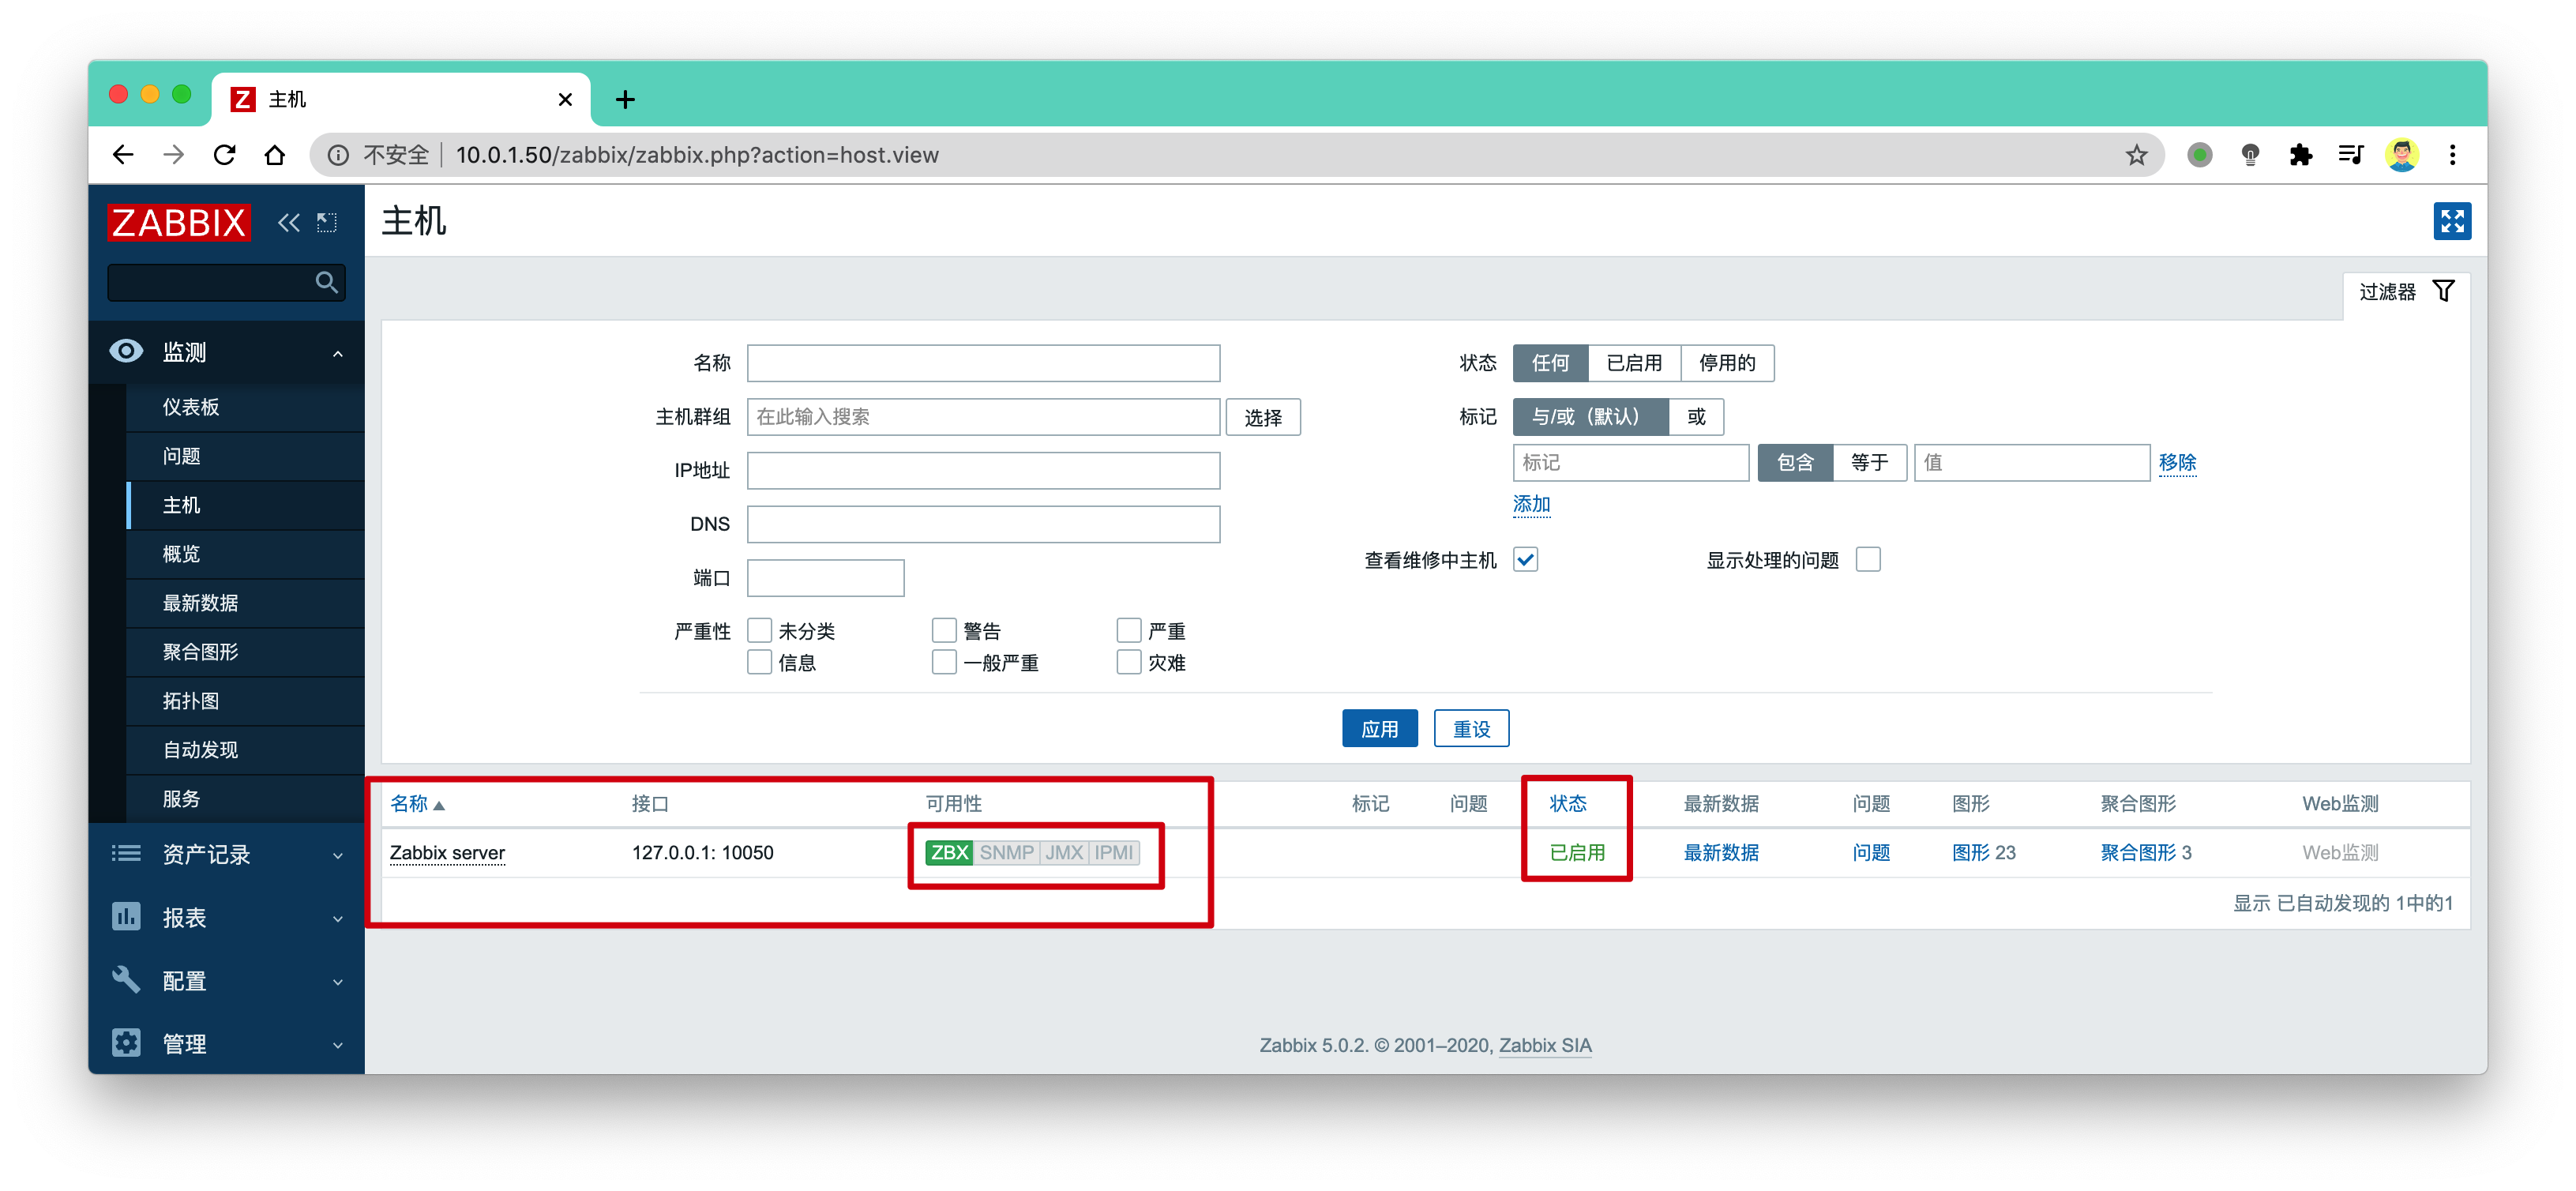 Z 主机
不安全 10.0.1.50/zabbix/zabbix.php?action=host.view
ZABBIX
主机
过滤器
监测
仪表板
问题
主机
概览
最新数据
聚合图形
拓扑图
自动发现
服务
资产记录
报表
配置
管理
名称
主机群组 在此输入搜索 选择
IP地址
DNS
端口
严重性 未分类 警告 严重
信息 一般严重 灾难
状态 任何 已启用 停用的
标记 与/或（默认） 或
标记 包含 等于 值 移除
添加
查看维修中主机 显示处理的问题
应用 重设
名称 接口 可用性 标记 问题 状态 最新数据 问题 图形 聚合图形 Web监测
Zabbix server 127.0.0.1: 10050 ZBX SNMP JMX IPMI 已启用 最新数据 问题 图形 23 聚合图形 3 Web监测
显示 已自动发现的 1中的1
Zabbix 5.0.2. © 2001–2020, Zabbix SIA